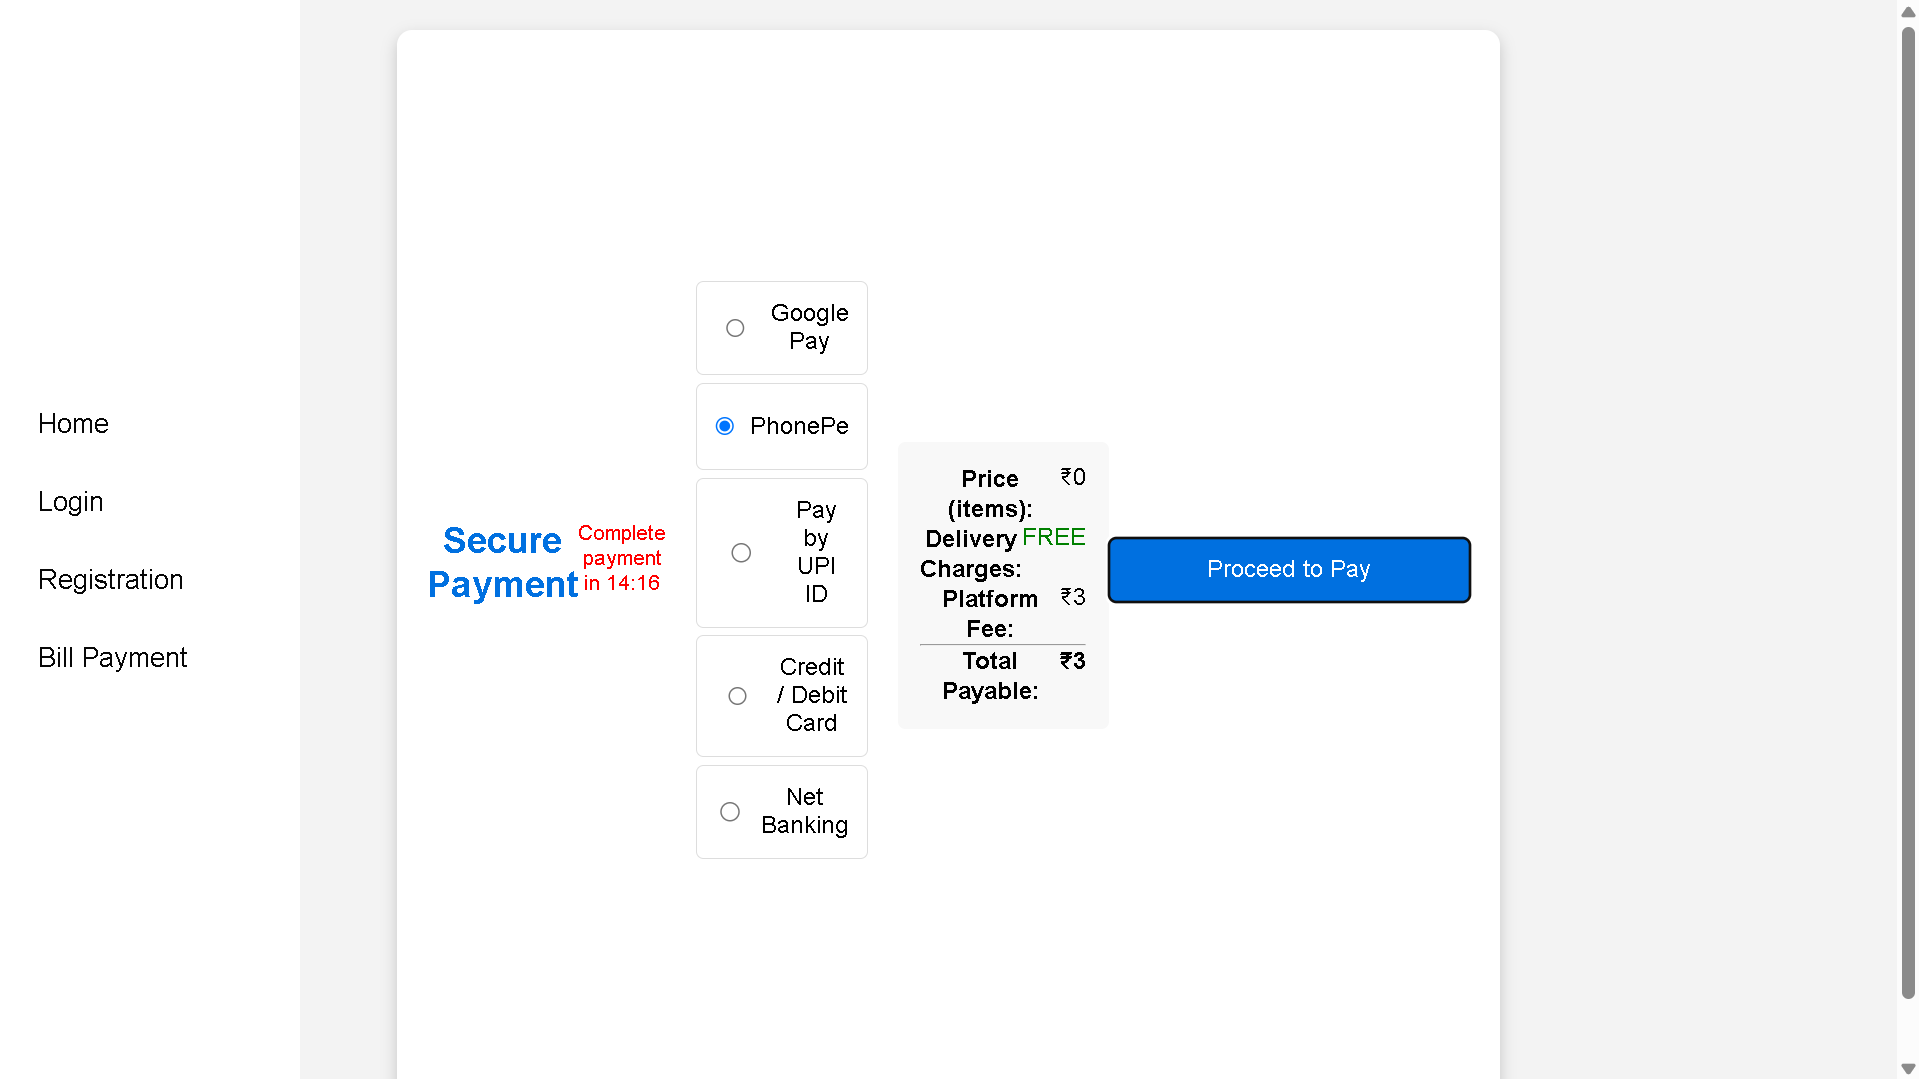 Home
Login
Registration
Bill Payment
Secure
Payment
Complete
payment
in 14:16
Google
Pay
PhonePe
Pay
by
UPI
ID
Credit
/ Debit
Card
Net
Banking
Price ₹0
(items):
Delivery FREE
Charges:
Platform ₹3
Fee:
Total ₹3
Payable:
Proceed to Pay